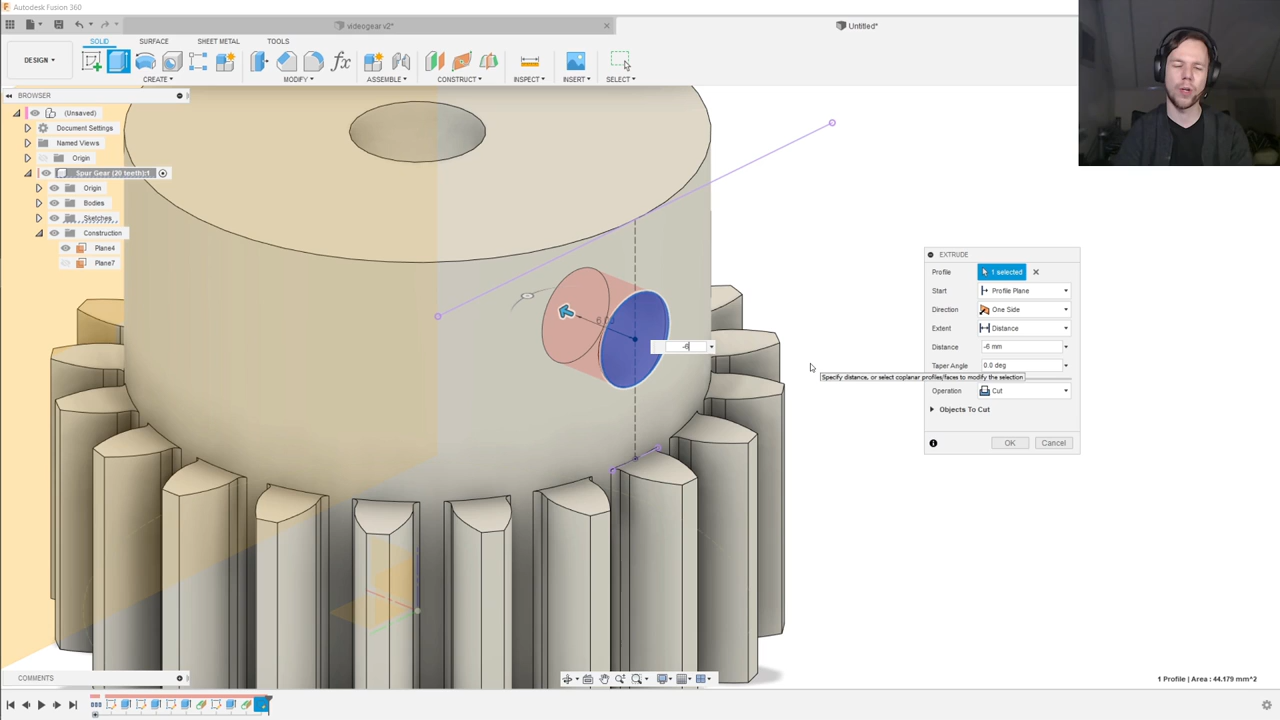 Autodesk Fusion 360
videogear v2*
Untitled*
DESIGN
SOLID
SURFACE
SHEET METAL
TOOLS
CREATE
MODIFY
ASSEMBLE
CONSTRUCT
INSPECT
INSERT
SELECT
BROWSER
(Unsaved)
Document Settings
Named Views
Origin
Spur Gear (20 teeth):1
Origin
Bodies
Sketches
Construction
Plane4
Plane7
-6
EXTRUDE
Profile 1 selected
Start Profile Plane
Direction One Side
Extent Distance
Distance -6 mm
Taper Angle 0.0 deg
Specify distance, or select coplanar profiles/faces to modify the selection
Operation Cut
Objects To Cut
OK Cancel
COMMENTS
1 Profile | Area : 44.179 mm^2